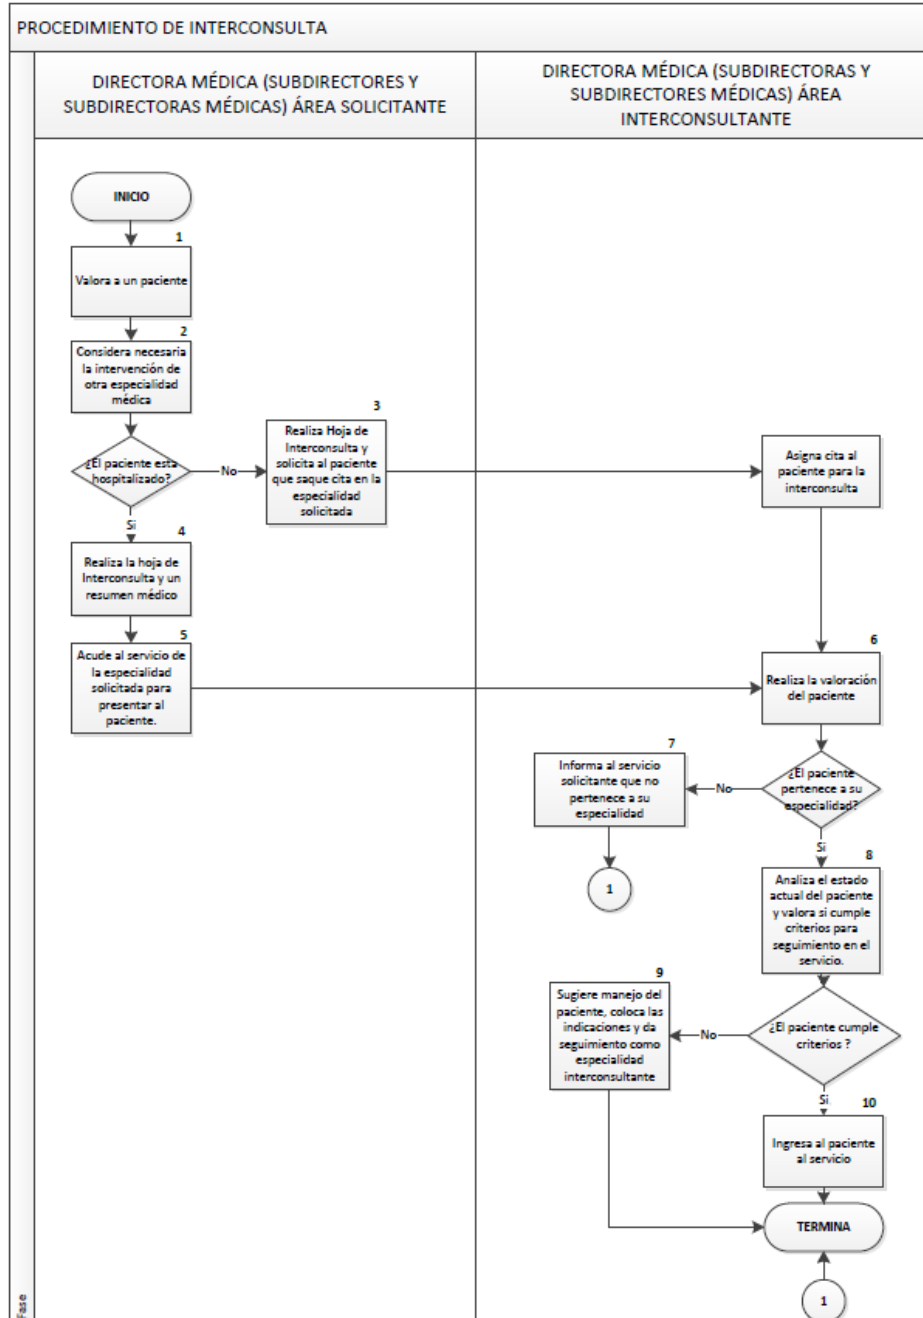 PROCEDIMIENTO DE INTERCONSULTA
DIRECTORA MÉDICA (SUBDIRECTORES Y
SUBDIRECTORAS MÉDICAS) ÁREA SOLICITANTE
DIRECTORA MÉDICA (SUBDIRECTORAS Y
SUBDIRECTORES MÉDICAS) ÁREA
INTERCONSULTANTE
INICIO
1
Valora a un paciente
2
Considera necesaria
la intervención de
otra especialidad
médica
¿El paciente esta
hospitalizado?
No
3
Realiza Hoja de
Interconsulta y
solicita al paciente
que saque cita en la
especialidad
solicitada
Asigna cita al
paciente para la
interconsulta
Si
4
Realiza la hoja de
Interconsulta y un
resumen médico
5
Acude al servicio de
la especialidad
solicitada para
presentar al
paciente.
6
Realiza la valoración
del paciente
¿El paciente
pertenece a su
especialidad?
No
7
Informa al servicio
solicitante que no
pertenece a su
especialidad
1
Si
8
Analiza el estado
actual del paciente
y valora si cumple
criterios para
seguimiento en el
servicio.
¿El paciente cumple
criterios ?
No
9
Sugiere manejo del
paciente, coloca las
indicaciones y da
seguimiento como
especialidad
interconsultante
Si
10
Ingresa al paciente
al servicio
TERMINA
1
Fase